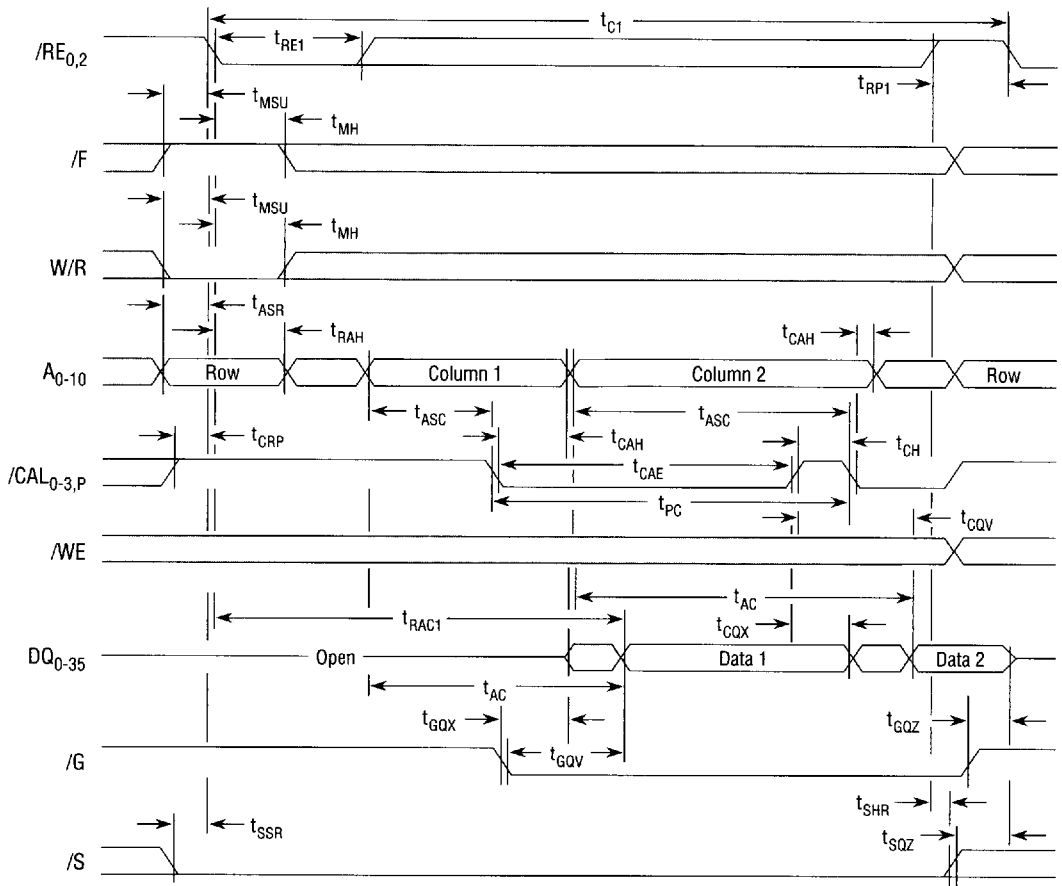 tC1
tRE1
/RE0,2
tRP1
tMSU
tMH
/F
tMSU
tMH
W/R
tASR
tRAH
tCAH
A0-10
Row
Column 1
Column 2
Row
tASC
tASC
tCRP
tCAH
tCH
/CAL0-3,P
tCAE
tPC
tCQV
/WE
tAC
tRAC1
tCQX
DQ0-35
Open
Data 1
Data 2
tAC
tGQX
tGQZ
/G
tGQV
tSHR
tSSR
tSQZ
/S